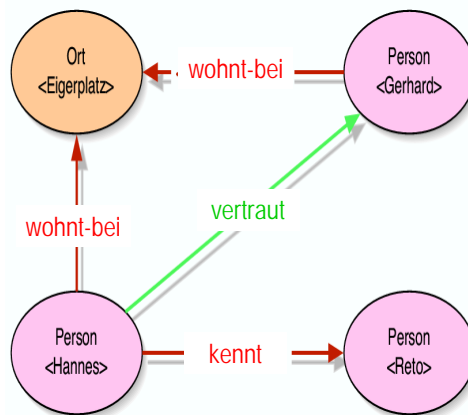 Ort
<Eigerplatz>
wohnt-bei
Person
<Gerhard>
vertraut
wohnt-bei
Person
<Hannes>
kennt
Person
<Reto>